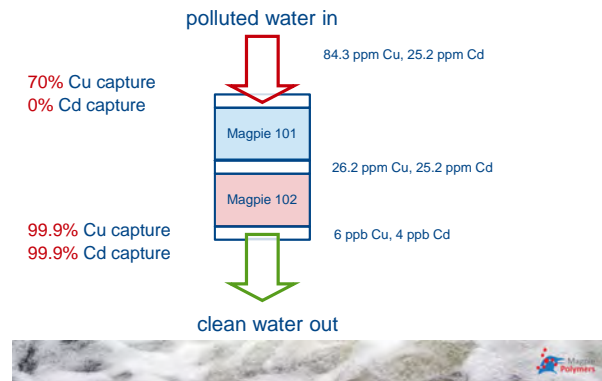 polluted water in
84.3 ppm Cu, 25.2 ppm Cd
70% Cu capture
0% Cd capture
Magpie 101
26.2 ppm Cu, 25.2 ppm Cd
Magpie 102
99.9% Cu capture
99.9% Cd capture
6 ppb Cu, 4 ppb Cd
clean water out
Magpie
Polymers